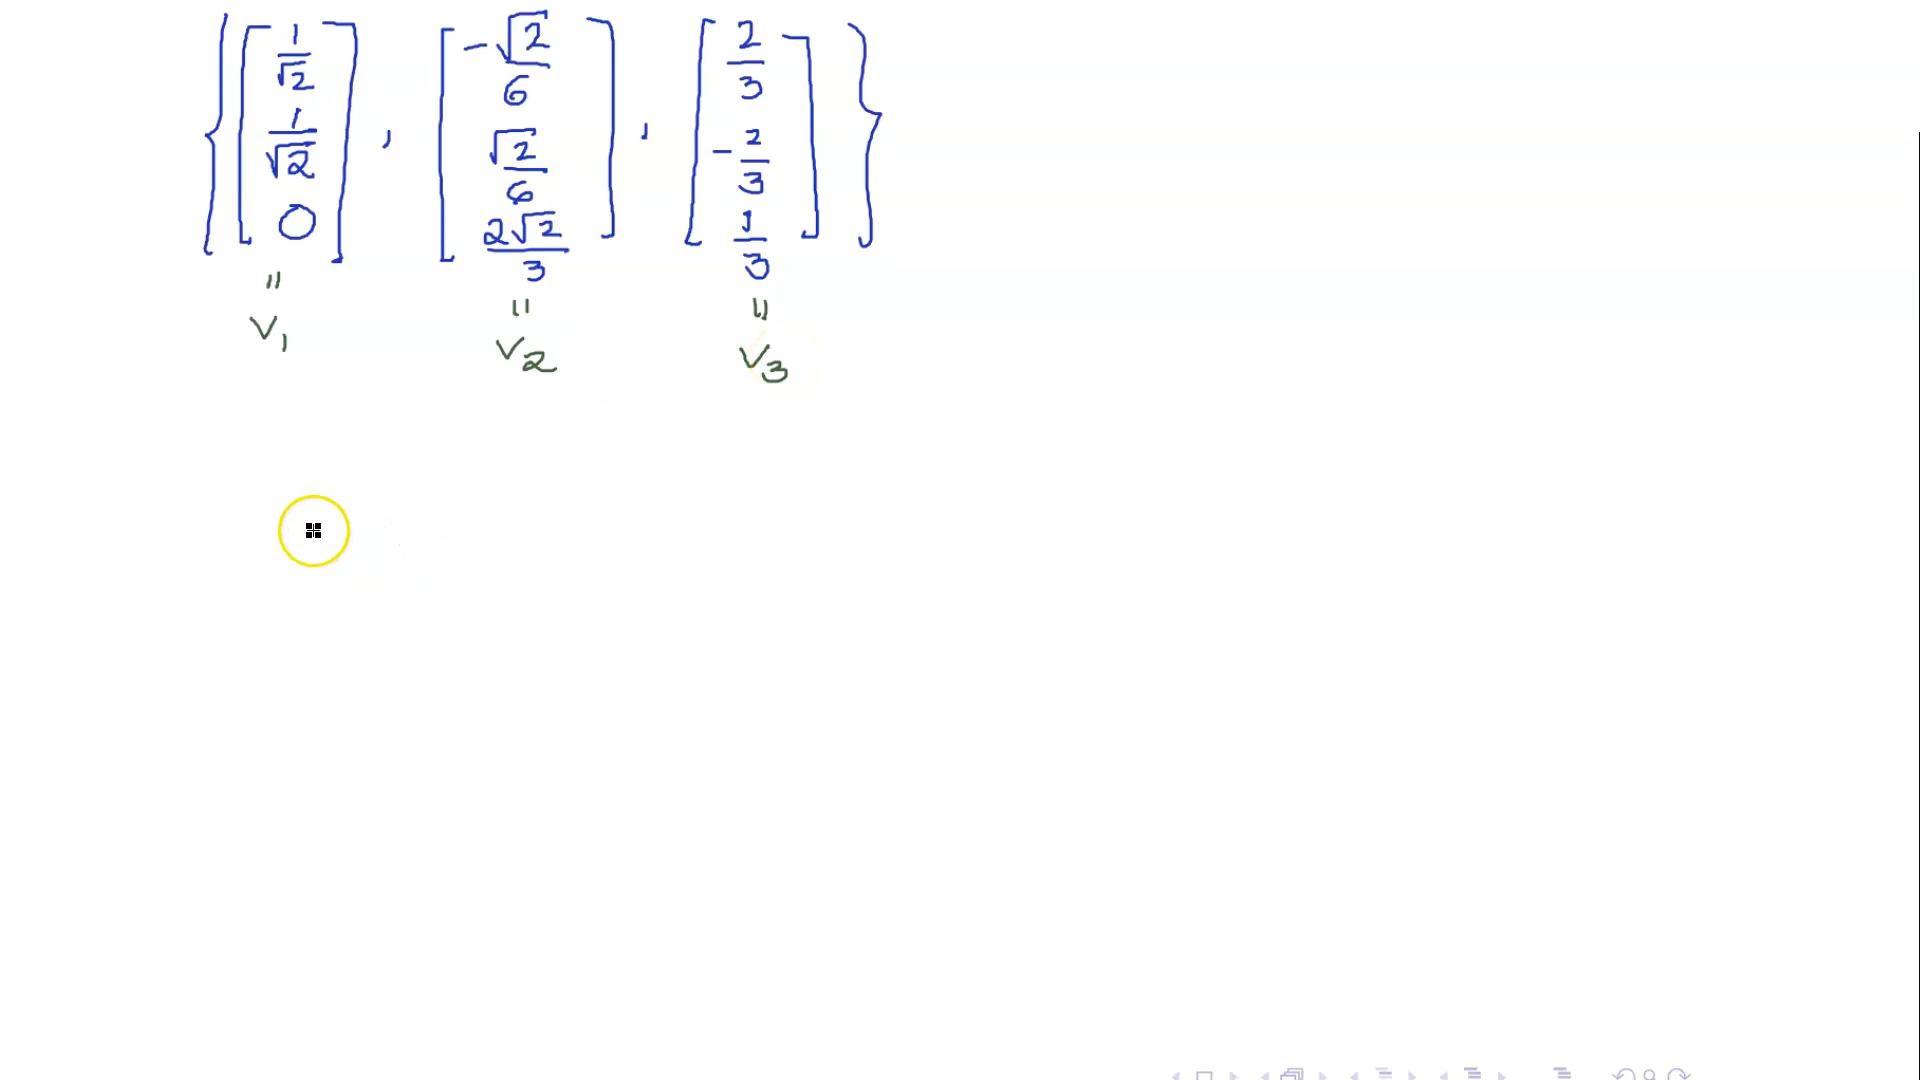 { [ 1/√2 , 1/√2 , 0 ] , [ -√2/6 , √2/6 , 2√2/3 ] , [ 2/3 , -2/3 , 1/3 ] }
" " "
V1 V2 V3